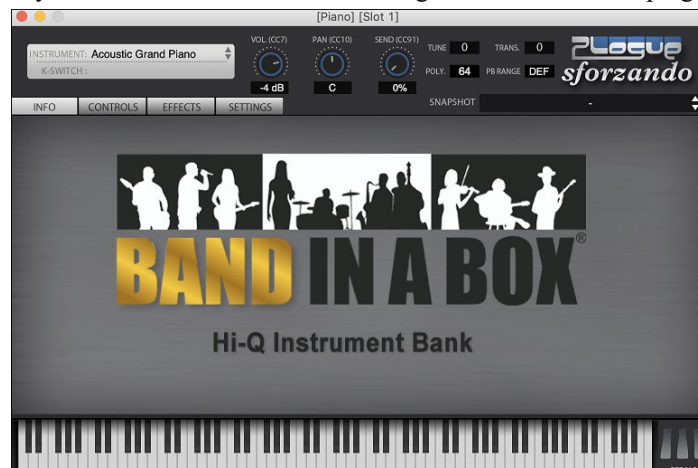 [Piano] [Slot 1]
INSTRUMENT: Acoustic Grand Piano
K-SWITCH :
VOL (CC7)
-4 dB
PAN (CC10)
C
SEND (CC91)
0%
TUNE 0 TRANS. 0
POLY. 64 PB RANGE DEF
PLogue
sforzando
SNAPSHOT -
INFO CONTROLS EFFECTS SETTINGS
BAND IN A BOX®
Hi-Q Instrument Bank